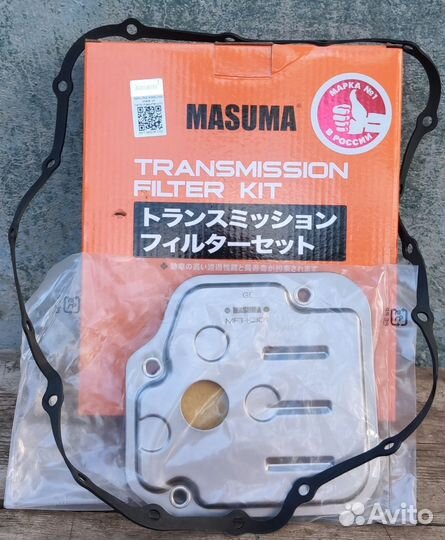 MASUMA
МАРКА №1
В РОССИИ
TRANSMISSION
FILTER KIT
トランスミッション
フィルターセット
GE
MASUMA
Avito